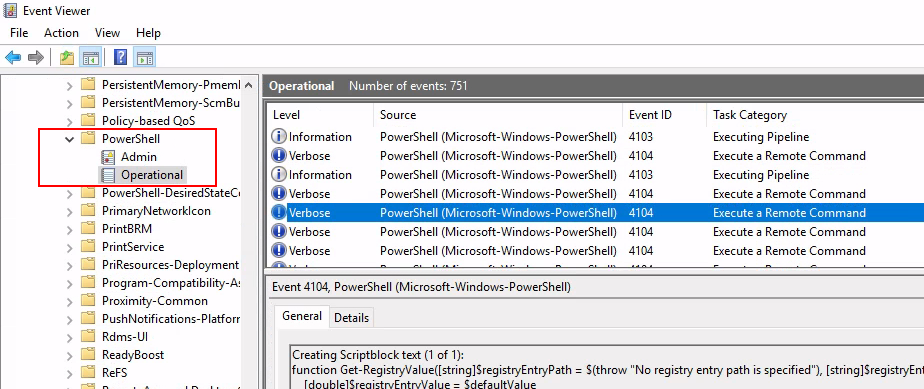 Event Viewer
File Action View Help
PersistentMemory-Pmeml
PersistentMemory-ScmBu
Policy-based QoS
PowerShell
Admin
Operational
PowerShell-DesiredStateCo
PrimaryNetworkIcon
PrintBRM
PrintService
PriResources-Deployment
Program-Compatibility-As
Proximity-Common
PushNotifications-Platforn
Rdms-UI
ReadyBoost
ReFS
Operational Number of events: 751
Level Source Event ID Task Category
Information PowerShell (Microsoft-Windows-PowerShell) 4103 Executing Pipeline
Verbose PowerShell (Microsoft-Windows-PowerShell) 4104 Execute a Remote Command
Information PowerShell (Microsoft-Windows-PowerShell) 4103 Executing Pipeline
Verbose PowerShell (Microsoft-Windows-PowerShell) 4104 Execute a Remote Command
Verbose PowerShell (Microsoft-Windows-PowerShell) 4104 Execute a Remote Command
Verbose PowerShell (Microsoft-Windows-PowerShell) 4104 Execute a Remote Command
Verbose PowerShell (Microsoft-Windows-PowerShell) 4104 Execute a Remote Command
Event 4104, PowerShell (Microsoft-Windows-PowerShell)
General Details
Creating Scriptblock text (1 of 1):
function Get-RegistryValue([string]$registryEntryPath = $(throw "No registry entry path is specified"), [string]$registryEn
[double]$registryEntryValue = $defaultValue